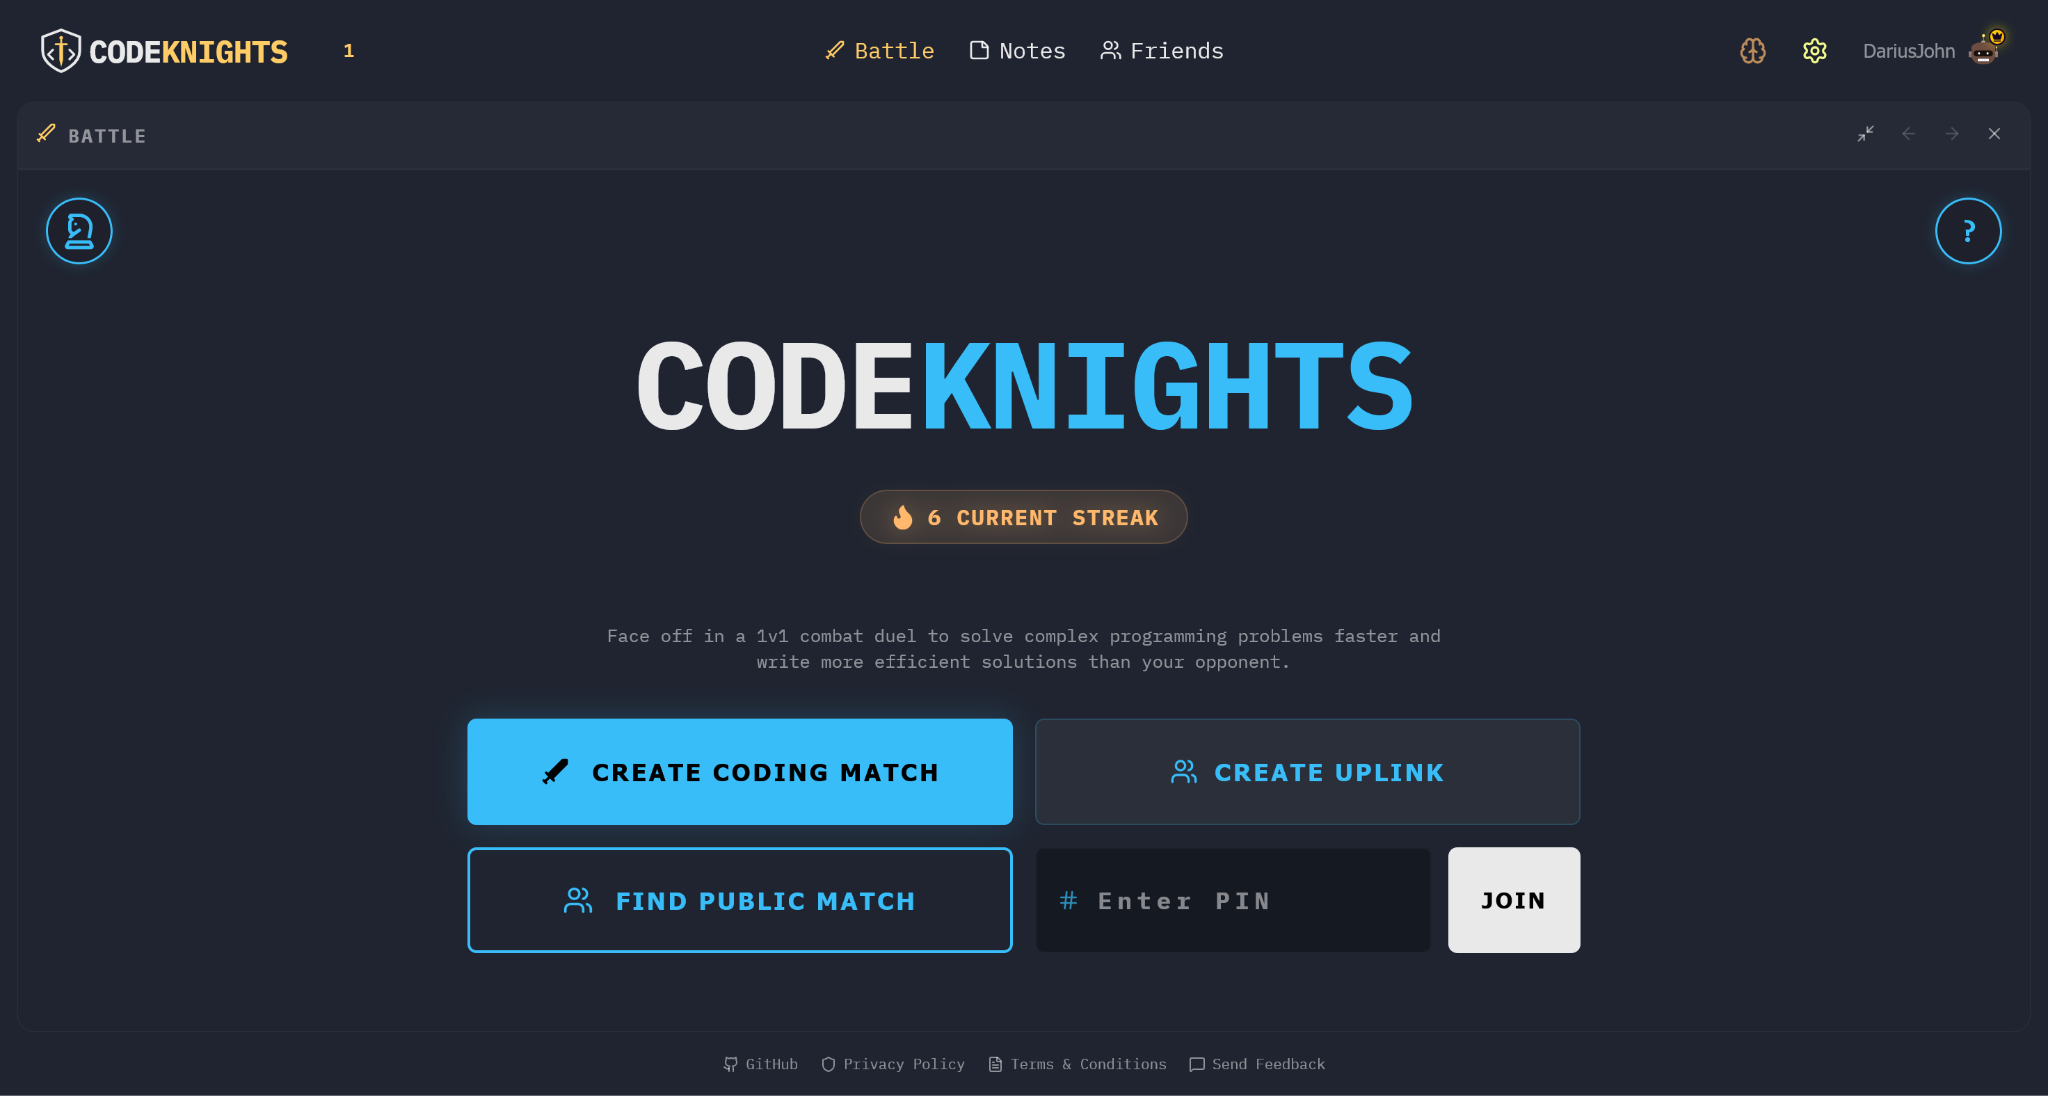 CODEKNIGHTS
1
Battle
Notes
Friends
DariusJohn
BATTLE
?
CODEKNIGHTS
6 CURRENT STREAK
Face off in a 1v1 combat duel to solve complex programming problems faster and
write more efficient solutions than your opponent.
CREATE CODING MATCH
CREATE UPLINK
FIND PUBLIC MATCH
# Enter PIN
JOIN
GitHub
Privacy Policy
Terms & Conditions
Send Feedback